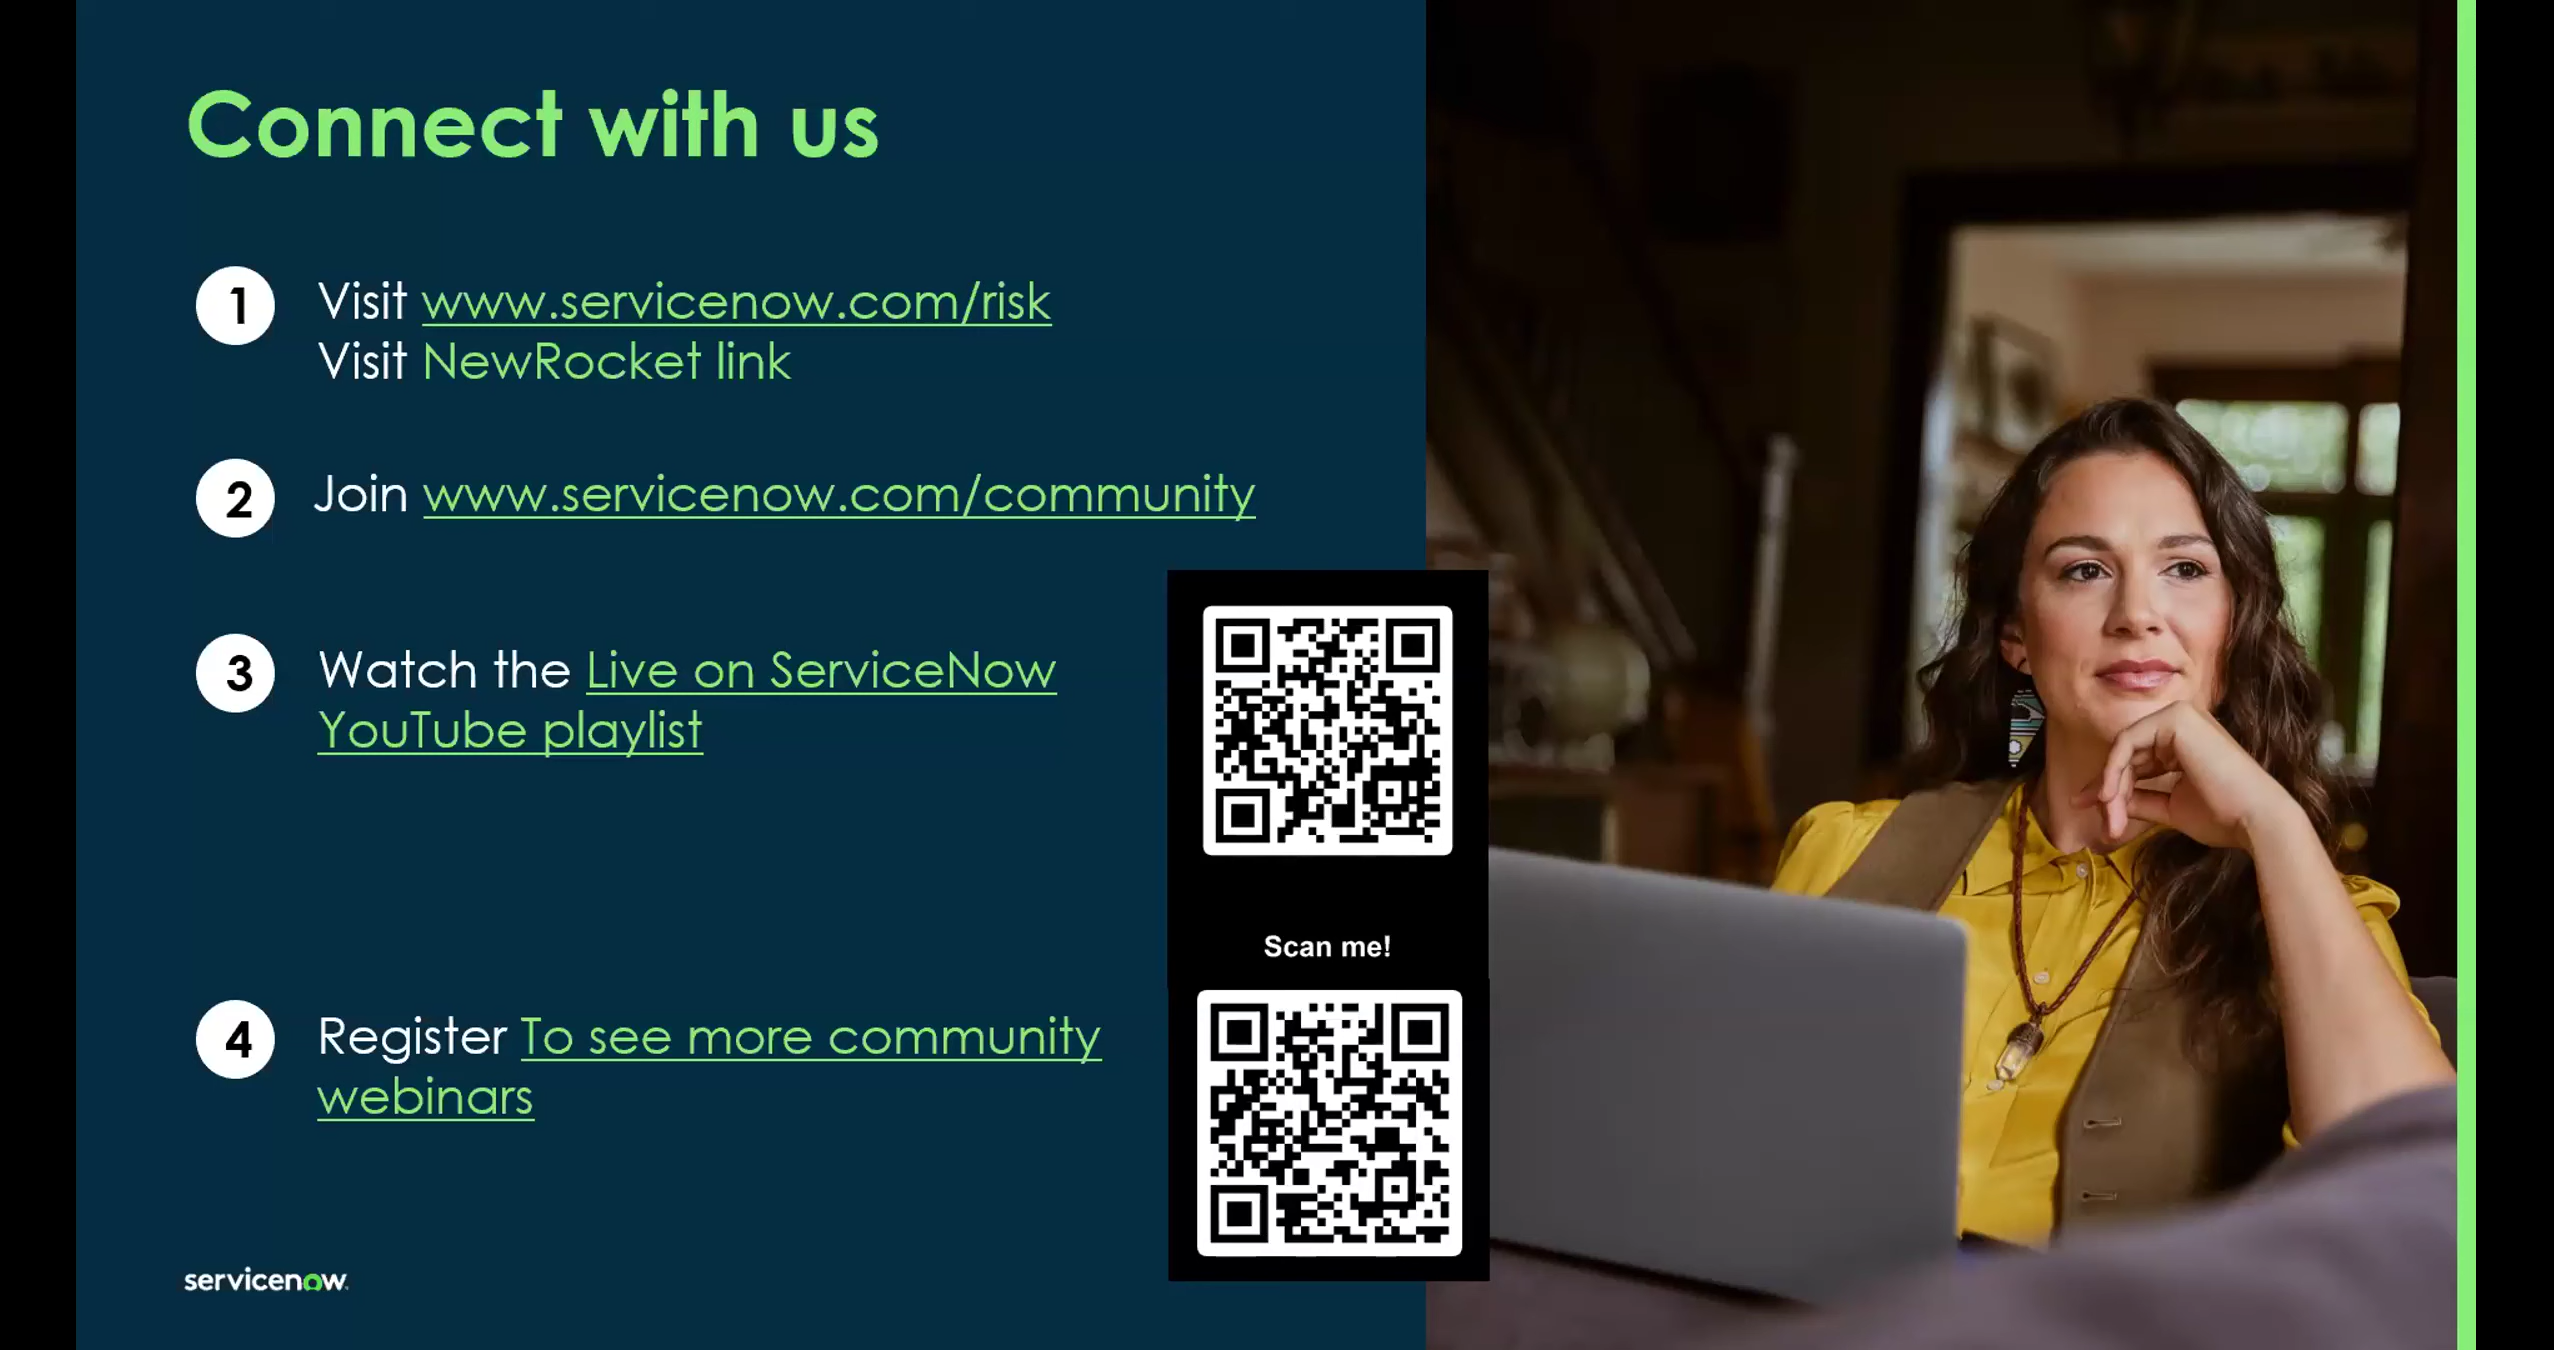 Connect with us
1 Visit www.servicenow.com/risk
Visit NewRocket link
2 Join www.servicenow.com/community
3 Watch the Live on ServiceNow
YouTube playlist
Scan me!
4 Register To see more community
webinars
servicenow